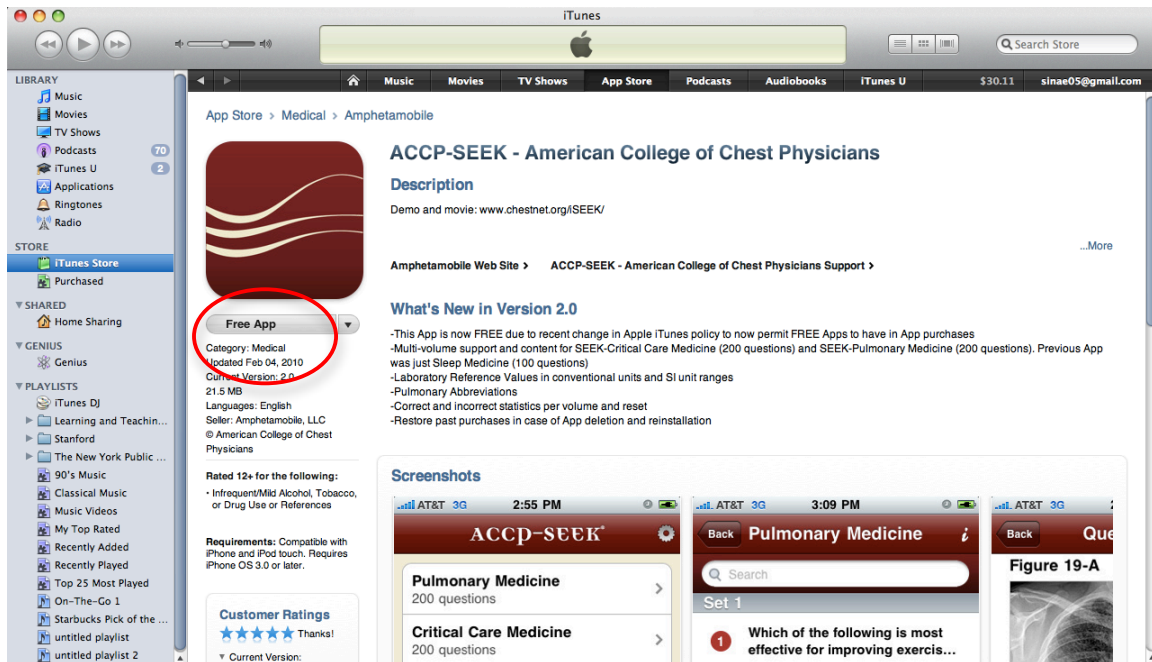 iTunes
Search Store
LIBRARY
Music
Movies
TV Shows
Podcasts 70
iTunes U 2
Applications
Ringtones
Radio
STORE
iTunes Store
Purchased
SHARED
Home Sharing
GENIUS
Genius
PLAYLISTS
iTunes DJ
Learning and Teachin...
Stanford
The New York Public ...
90's Music
Classical Music
Music Videos
My Top Rated
Recently Added
Recently Played
Top 25 Most Played
On-The-Go 1
Starbucks Pick of the ...
untitled playlist
untitled playlist 2
Music Movies TV Shows App Store Podcasts Audiobooks iTunes U $30.11 sinae05@gmail.com
App Store > Medical > Amphetamobile
Free App
Category: Medical
Updated Feb 04, 2010
Current Version: 2.0
21.5 MB
Languages: English
Seller: Amphetamobile, LLC
© American College of Chest
Physicians
Rated 12+ for the following:
• Infrequent/Mild Alcohol, Tobacco,
or Drug Use or References
Requirements: Compatible with
iPhone and iPod touch. Requires
iPhone OS 3.0 or later.
Customer Ratings
Thanks!
Current Version:
ACCP-SEEK - American College of Chest Physicians
Description
Demo and movie: www.chestnet.org/iSEEK/
...More
Amphetamobile Web Site > ACCP-SEEK - American College of Chest Physicians Support >
What's New in Version 2.0
-This App is now FREE due to recent change in Apple iTunes policy to now permit FREE Apps to have in App purchases
-Multi-volume support and content for SEEK-Critical Care Medicine (200 questions) and SEEK-Pulmonary Medicine (200 questions). Previous App
was just Sleep Medicine (100 questions)
-Laboratory Reference Values in conventional units and SI unit ranges
-Pulmonary Abbreviations
-Correct and incorrect statistics per volume and reset
-Restore past purchases in case of App deletion and reinstallation
Screenshots
AT&T 3G 2:55 PM
ACCP-SEEK®
Pulmonary Medicine
200 questions
Critical Care Medicine
200 questions
AT&T 3G 3:09 PM
Back Pulmonary Medicine i
Search
Set 1
1 Which of the following is most
effective for improving exercis...
AT&T 3G
Back Que
Figure 19-A